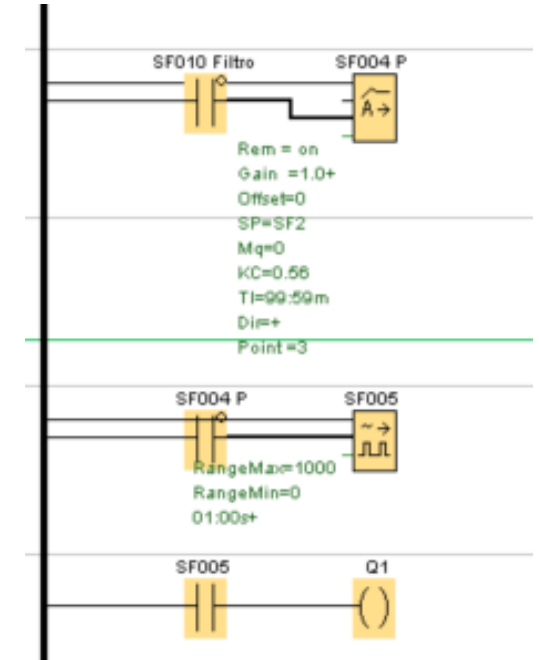 SF010 Filtro SF004 P
A
Rem = on
Gain =1.0+
Offset=0
SP=SF2
Mq=0
KC=0.56
TI=99:59m
Dir=+
Point =3
SF004 P SF005
RangeMax=1000
RangeMin=0
01:00s+
SF005 Q1